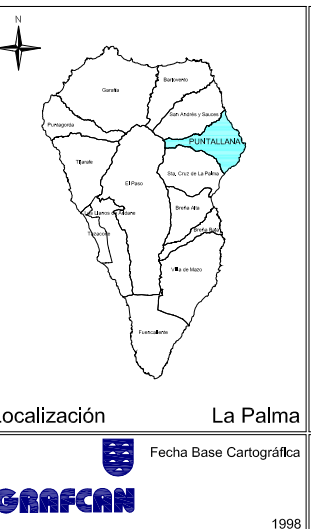 N
Garafía
Barlovento
San Andrés y Sauces
Puntagorda
PUNTALLANA
Tijarafe
Sta. Cruz de La Palma
El Paso
Los Llanos de Aridane
Breña Alta
Tazacorte
Breña Baja
Villa de Mazo
Fuencaliente
Localización La Palma
Fecha Base Cartográfica
GRAFCAN
1998